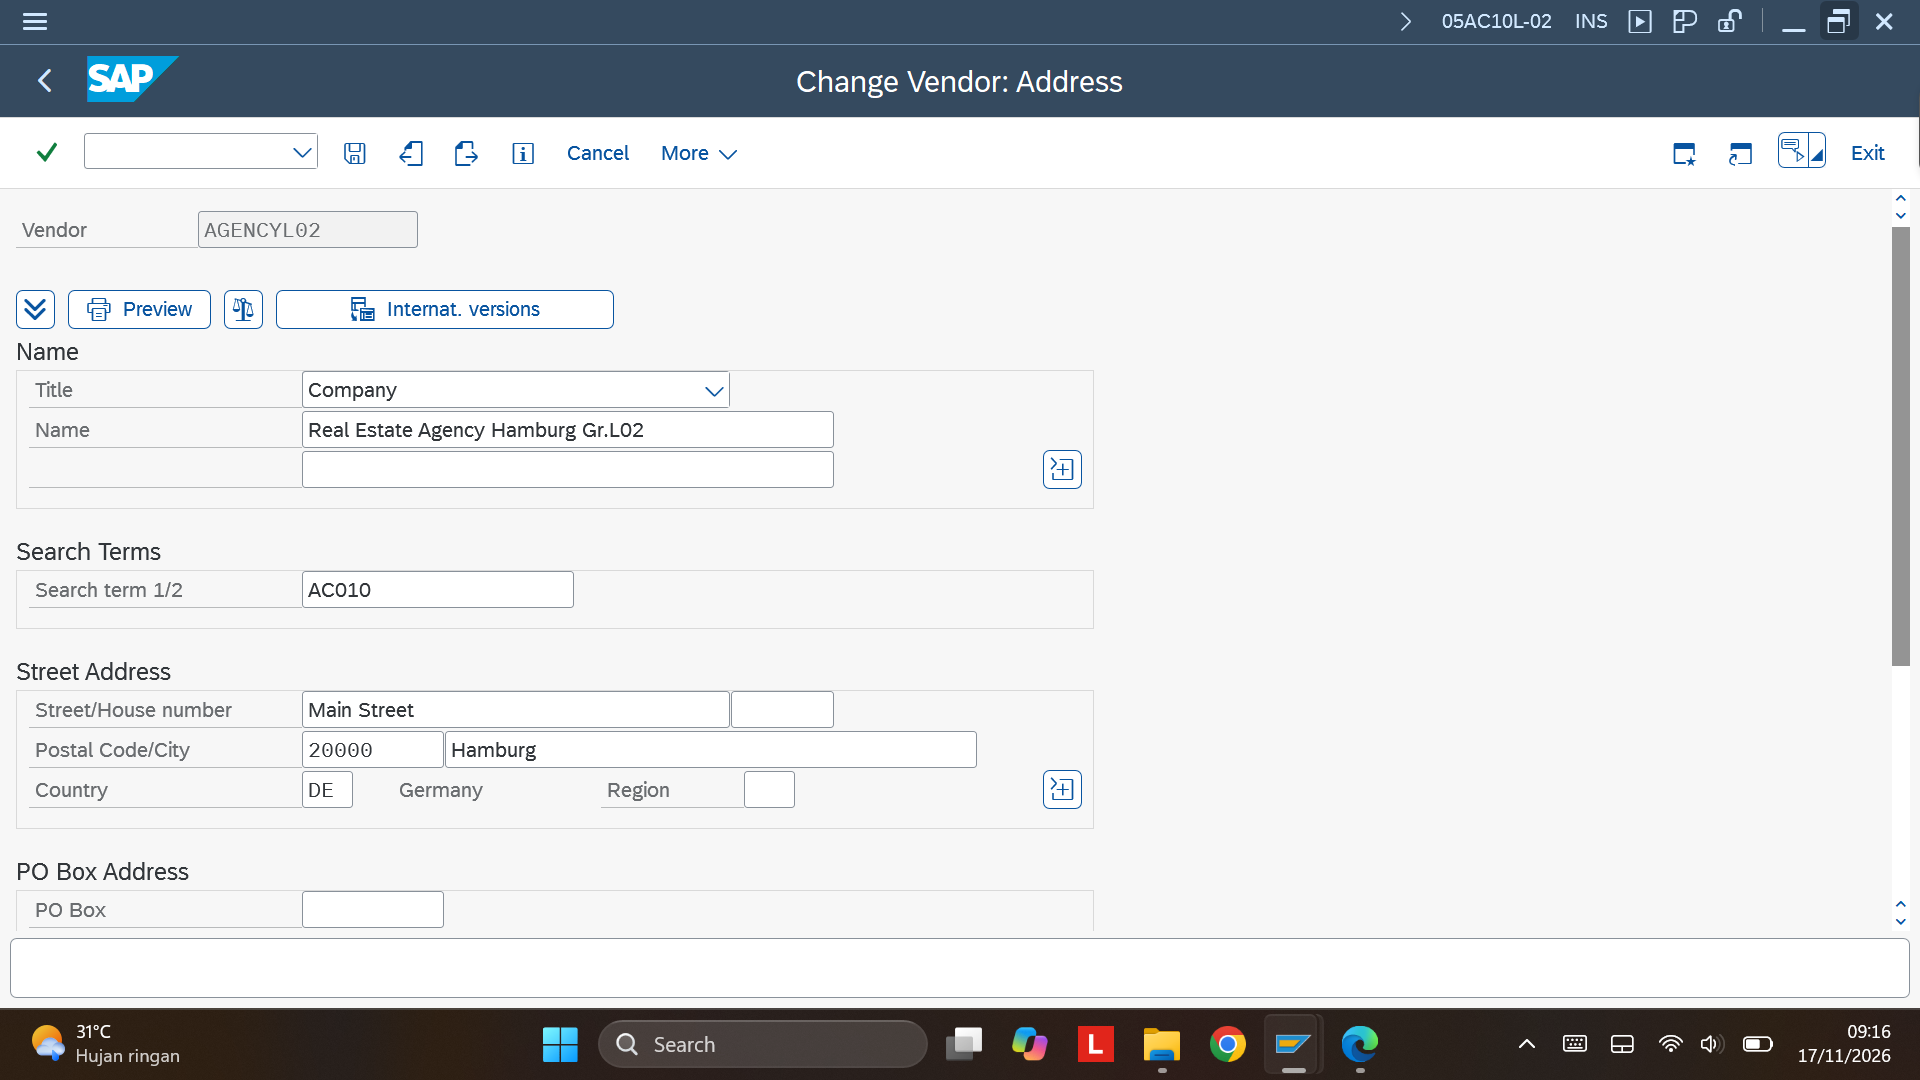 05AC10L-02 INS
SAP Change Vendor: Address
Cancel More Exit
Vendor AGENCYL02
Preview Internat. versions
Name
Title Company
Name Real Estate Agency Hamburg Gr.L02
Search Terms
Search term 1/2 AC010
Street Address
Street/House number Main Street
Postal Code/City 20000 Hamburg
Country DE Germany Region
PO Box Address
PO Box
31°C
Hujan ringan
Search
L
09:16
17/11/2026